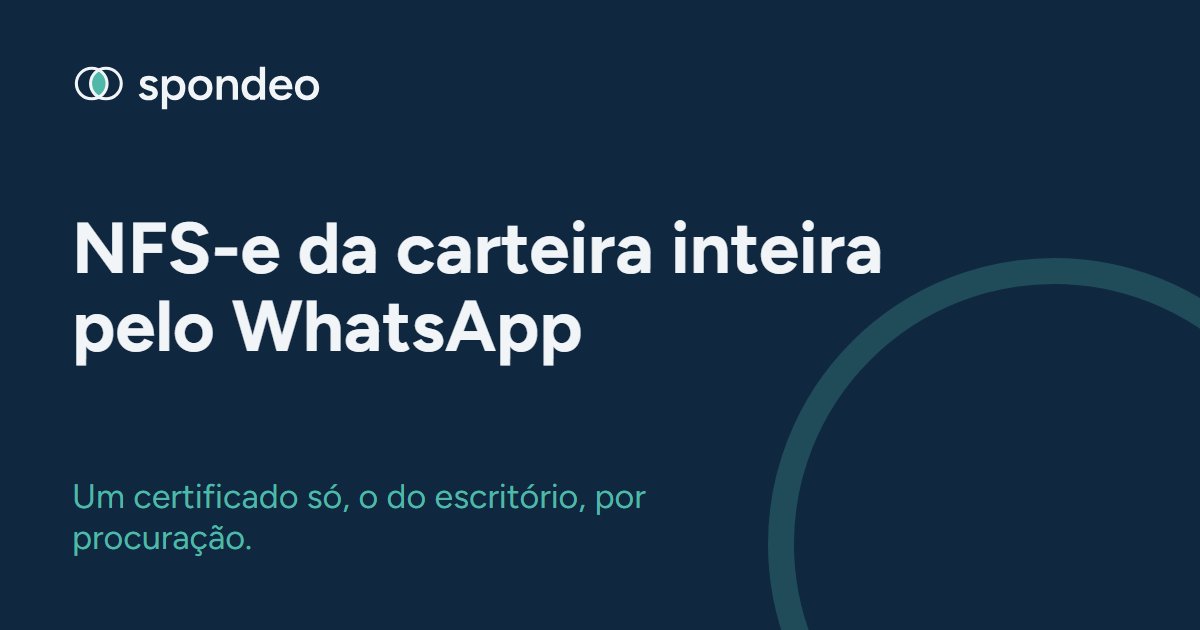 spondeo
NFS-e da carteira inteira
pelo WhatsApp
Um certificado só, o do escritório, por
procuração.